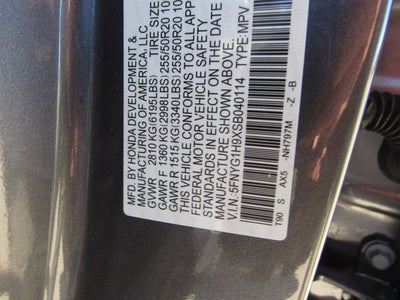 MFD. BY HONDA DEVELOPMENT &
MANUFACTURING OF AMERICA, LLC.
GVWR 2810 KG(6195LBS) TIRE SIZE
GAWR F 1360 KG(2998LBS) 255/50R20 10
GAWR R 1515 KG(3340LBS) 255/50R20 10
THIS VEHICLE CONFORMS TO ALL APP
FEDERAL MOTOR VEHICLE SAFETY
STANDARDS IN EFFECT ON THE DATE
MANUFACTURE SHOWN ABOVE.
V.I.N. 5FNYG1H9XSB040114 TYPE:MPV
T90 S AX5 -NH797M -Z -B